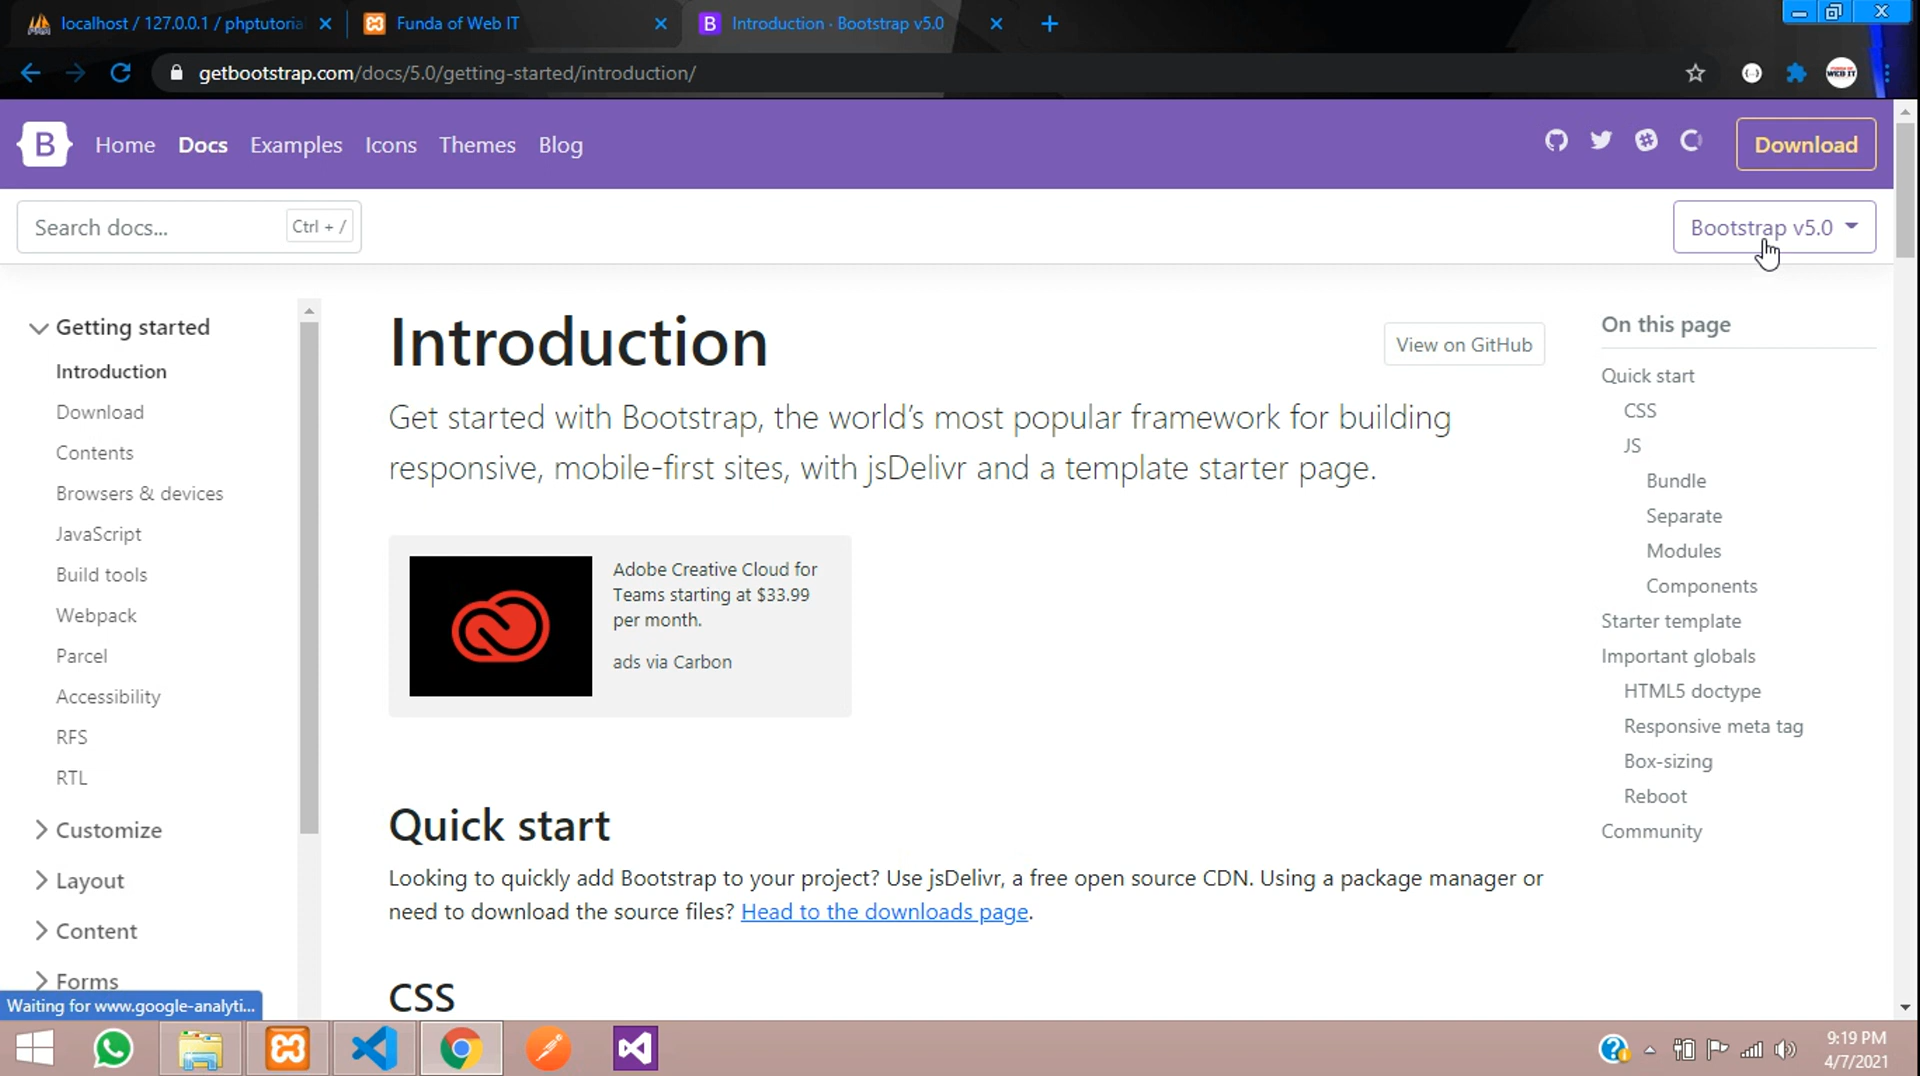 localhost / 127.0.0.1 / phptutoria
Funda of Web IT
B Introduction · Bootstrap v5.0
getbootstrap.com/docs/5.0/getting-started/introduction/
WEB IT
B Home Docs Examples Icons Themes Blog Download
Search docs... Ctrl + / Bootstrap v5.0
Getting started
Introduction
Download
Contents
Browsers & devices
JavaScript
Build tools
Webpack
Parcel
Accessibility
RFS
RTL
Customize
Layout
Content
Forms
Introduction
View on GitHub
Get started with Bootstrap, the world’s most popular framework for building
responsive, mobile-first sites, with jsDelivr and a template starter page.
Adobe Creative Cloud for
Teams starting at $33.99
per month.
ads via Carbon
Quick start
Looking to quickly add Bootstrap to your project? Use jsDelivr, a free open source CDN. Using a package manager or
need to download the source files? Head to the downloads page.
CSS
On this page
Quick start
CSS
JS
Bundle
Separate
Modules
Components
Starter template
Important globals
HTML5 doctype
Responsive meta tag
Box-sizing
Reboot
Community
Waiting for www.google-analyti...
9:19 PM
4/7/2021